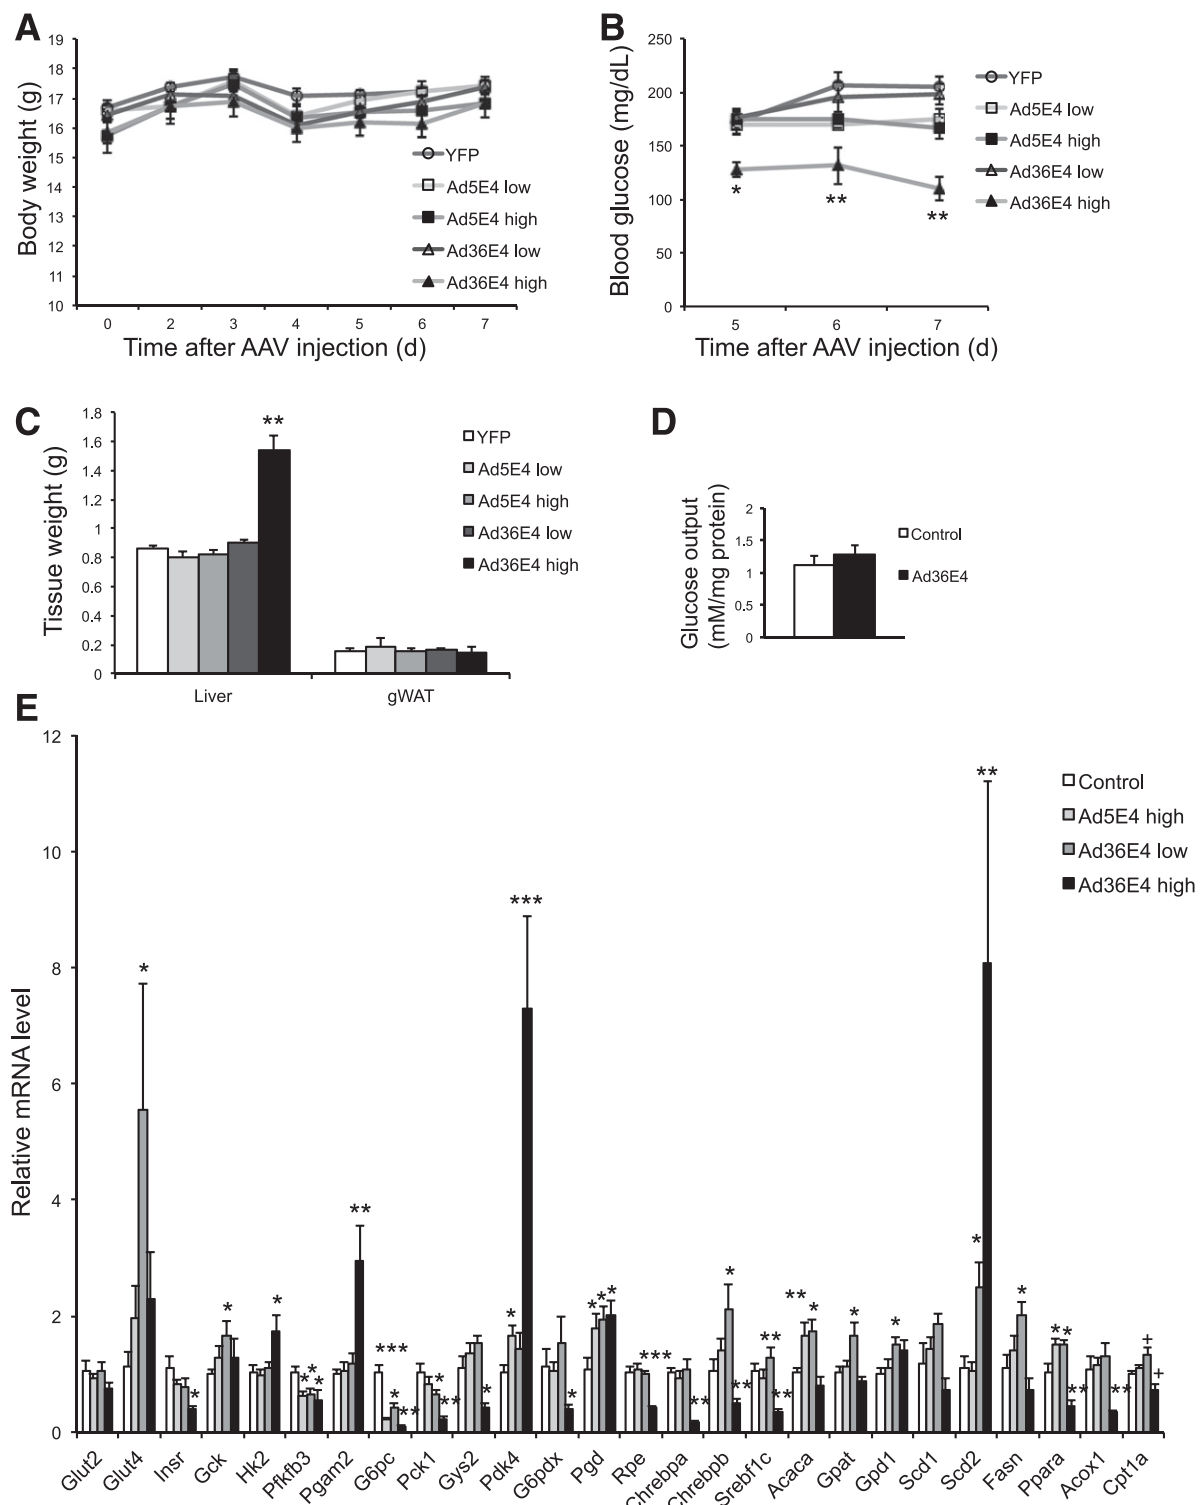 A
19
18
17
16
15
14
13
12
11
10
Body weight (g)
0 2 3 4 5 6 7
Time after AAV injection (d)
YFP
Ad5E4 low
Ad5E4 high
Ad36E4 low
Ad36E4 high
B
250
200
150
100
50
0
Blood glucose (mg/dL)
* ** **
5 6 7
Time after AAV injection (d)
YFP
Ad5E4 low
Ad5E4 high
Ad36E4 low
Ad36E4 high
C
1.8
1.6
1.4
1.2
1
0.8
0.6
0.4
0.2
0
Tissue weight (g)
**
Liver gWAT
YFP
Ad5E4 low
Ad5E4 high
Ad36E4 low
Ad36E4 high
D
Glucose output
(mM/mg protein)
2
1.5
1
0.5
0
Control
Ad36E4
E
12
10
8
6
4
2
0
Relative mRNA level
Control
Ad5E4 high
Ad36E4 low
Ad36E4 high
* * * * * * * ** *** * ** * ** * * *** * * * *** ** * ** ** ** ** * * * * ** * * * ** ** + +
Glut2 Glut4 Insr Gck Hk2 Pfkfb3 Pgam2 G6pc Pck1 Gys2 Pdk4 G6pdx Pgd Rpe Chrebpa Chrebpb Srebf1c Acaca Gpat Gpd1 Scd1 Scd2 Fasn Ppara Acox1 Cpt1a